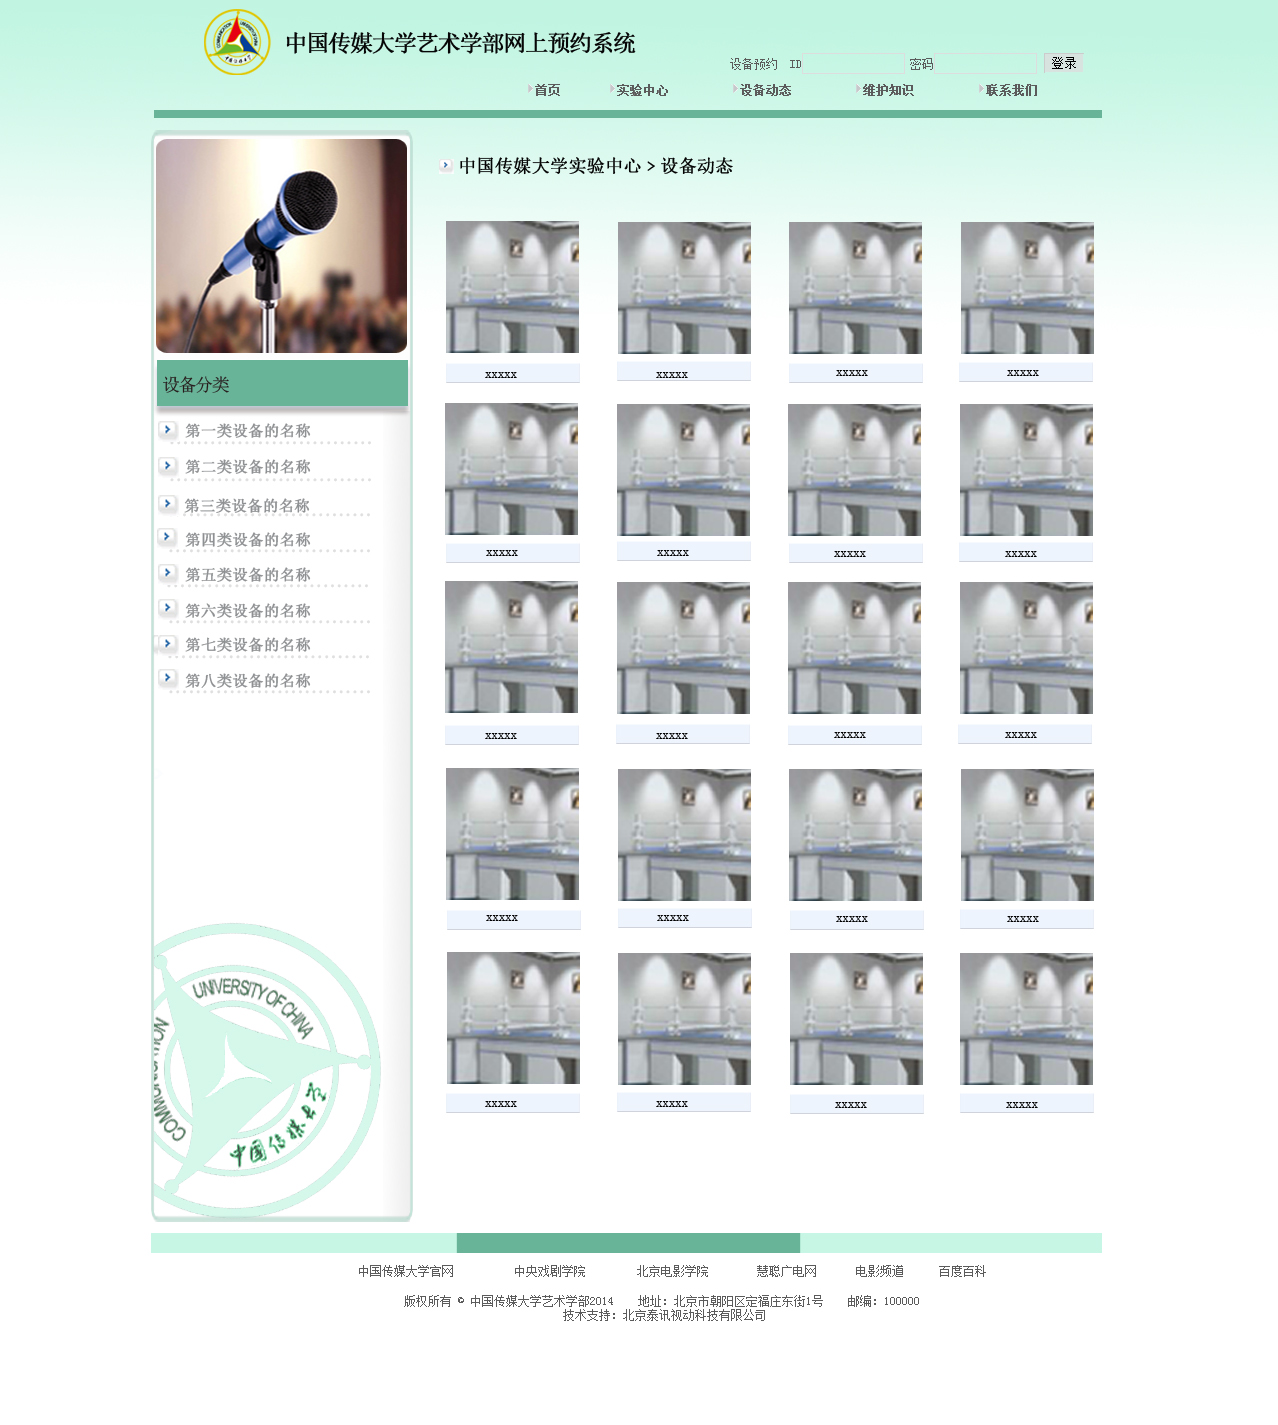 中国传媒大学艺术学部网上预约系统
设备预约 ID 密码 登录
首页 实验中心 设备动态 维护知识 联系我们
中国传媒大学实验中心 > 设备动态
设备分类
第一类设备的名称
第二类设备的名称
第三类设备的名称
第四类设备的名称
第五类设备的名称
第六类设备的名称
第七类设备的名称
第八类设备的名称
xxxxx xxxxx xxxxx xxxxx
xxxxx xxxxx xxxxx xxxxx
xxxxx xxxxx xxxxx xxxxx
xxxxx xxxxx xxxxx xxxxx
xxxxx xxxxx xxxxx xxxxx
UNIVERSITY OF CHINA
中国传媒大学
中国传媒大学官网 中央戏剧学院 北京电影学院 慧聪广电网 电影频道 百度百科
版权所有 © 中国传媒大学艺术学部2014 地址：北京市朝阳区定福庄东街1号 邮编：100000
技术支持：北京泰讯视动科技有限公司